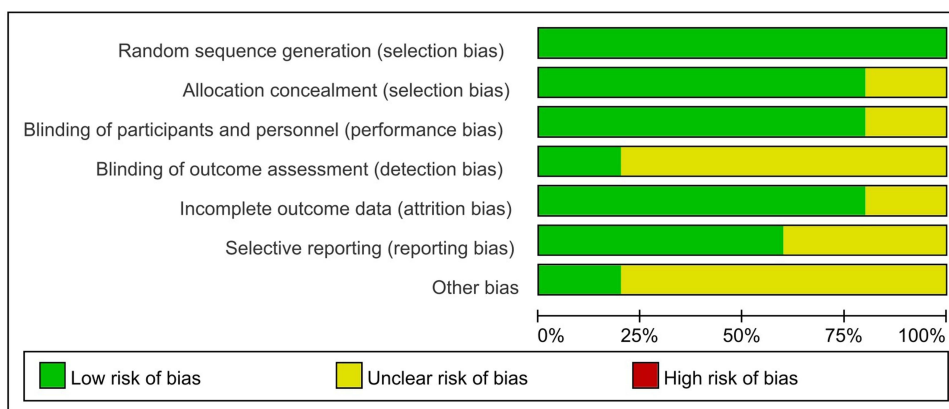 Random sequence generation (selection bias)
Allocation concealment (selection bias)
Blinding of participants and personnel (performance bias)
Blinding of outcome assessment (detection bias)
Incomplete outcome data (attrition bias)
Selective reporting (reporting bias)
Other bias
0% 25% 50% 75% 100%
Low risk of bias Unclear risk of bias High risk of bias